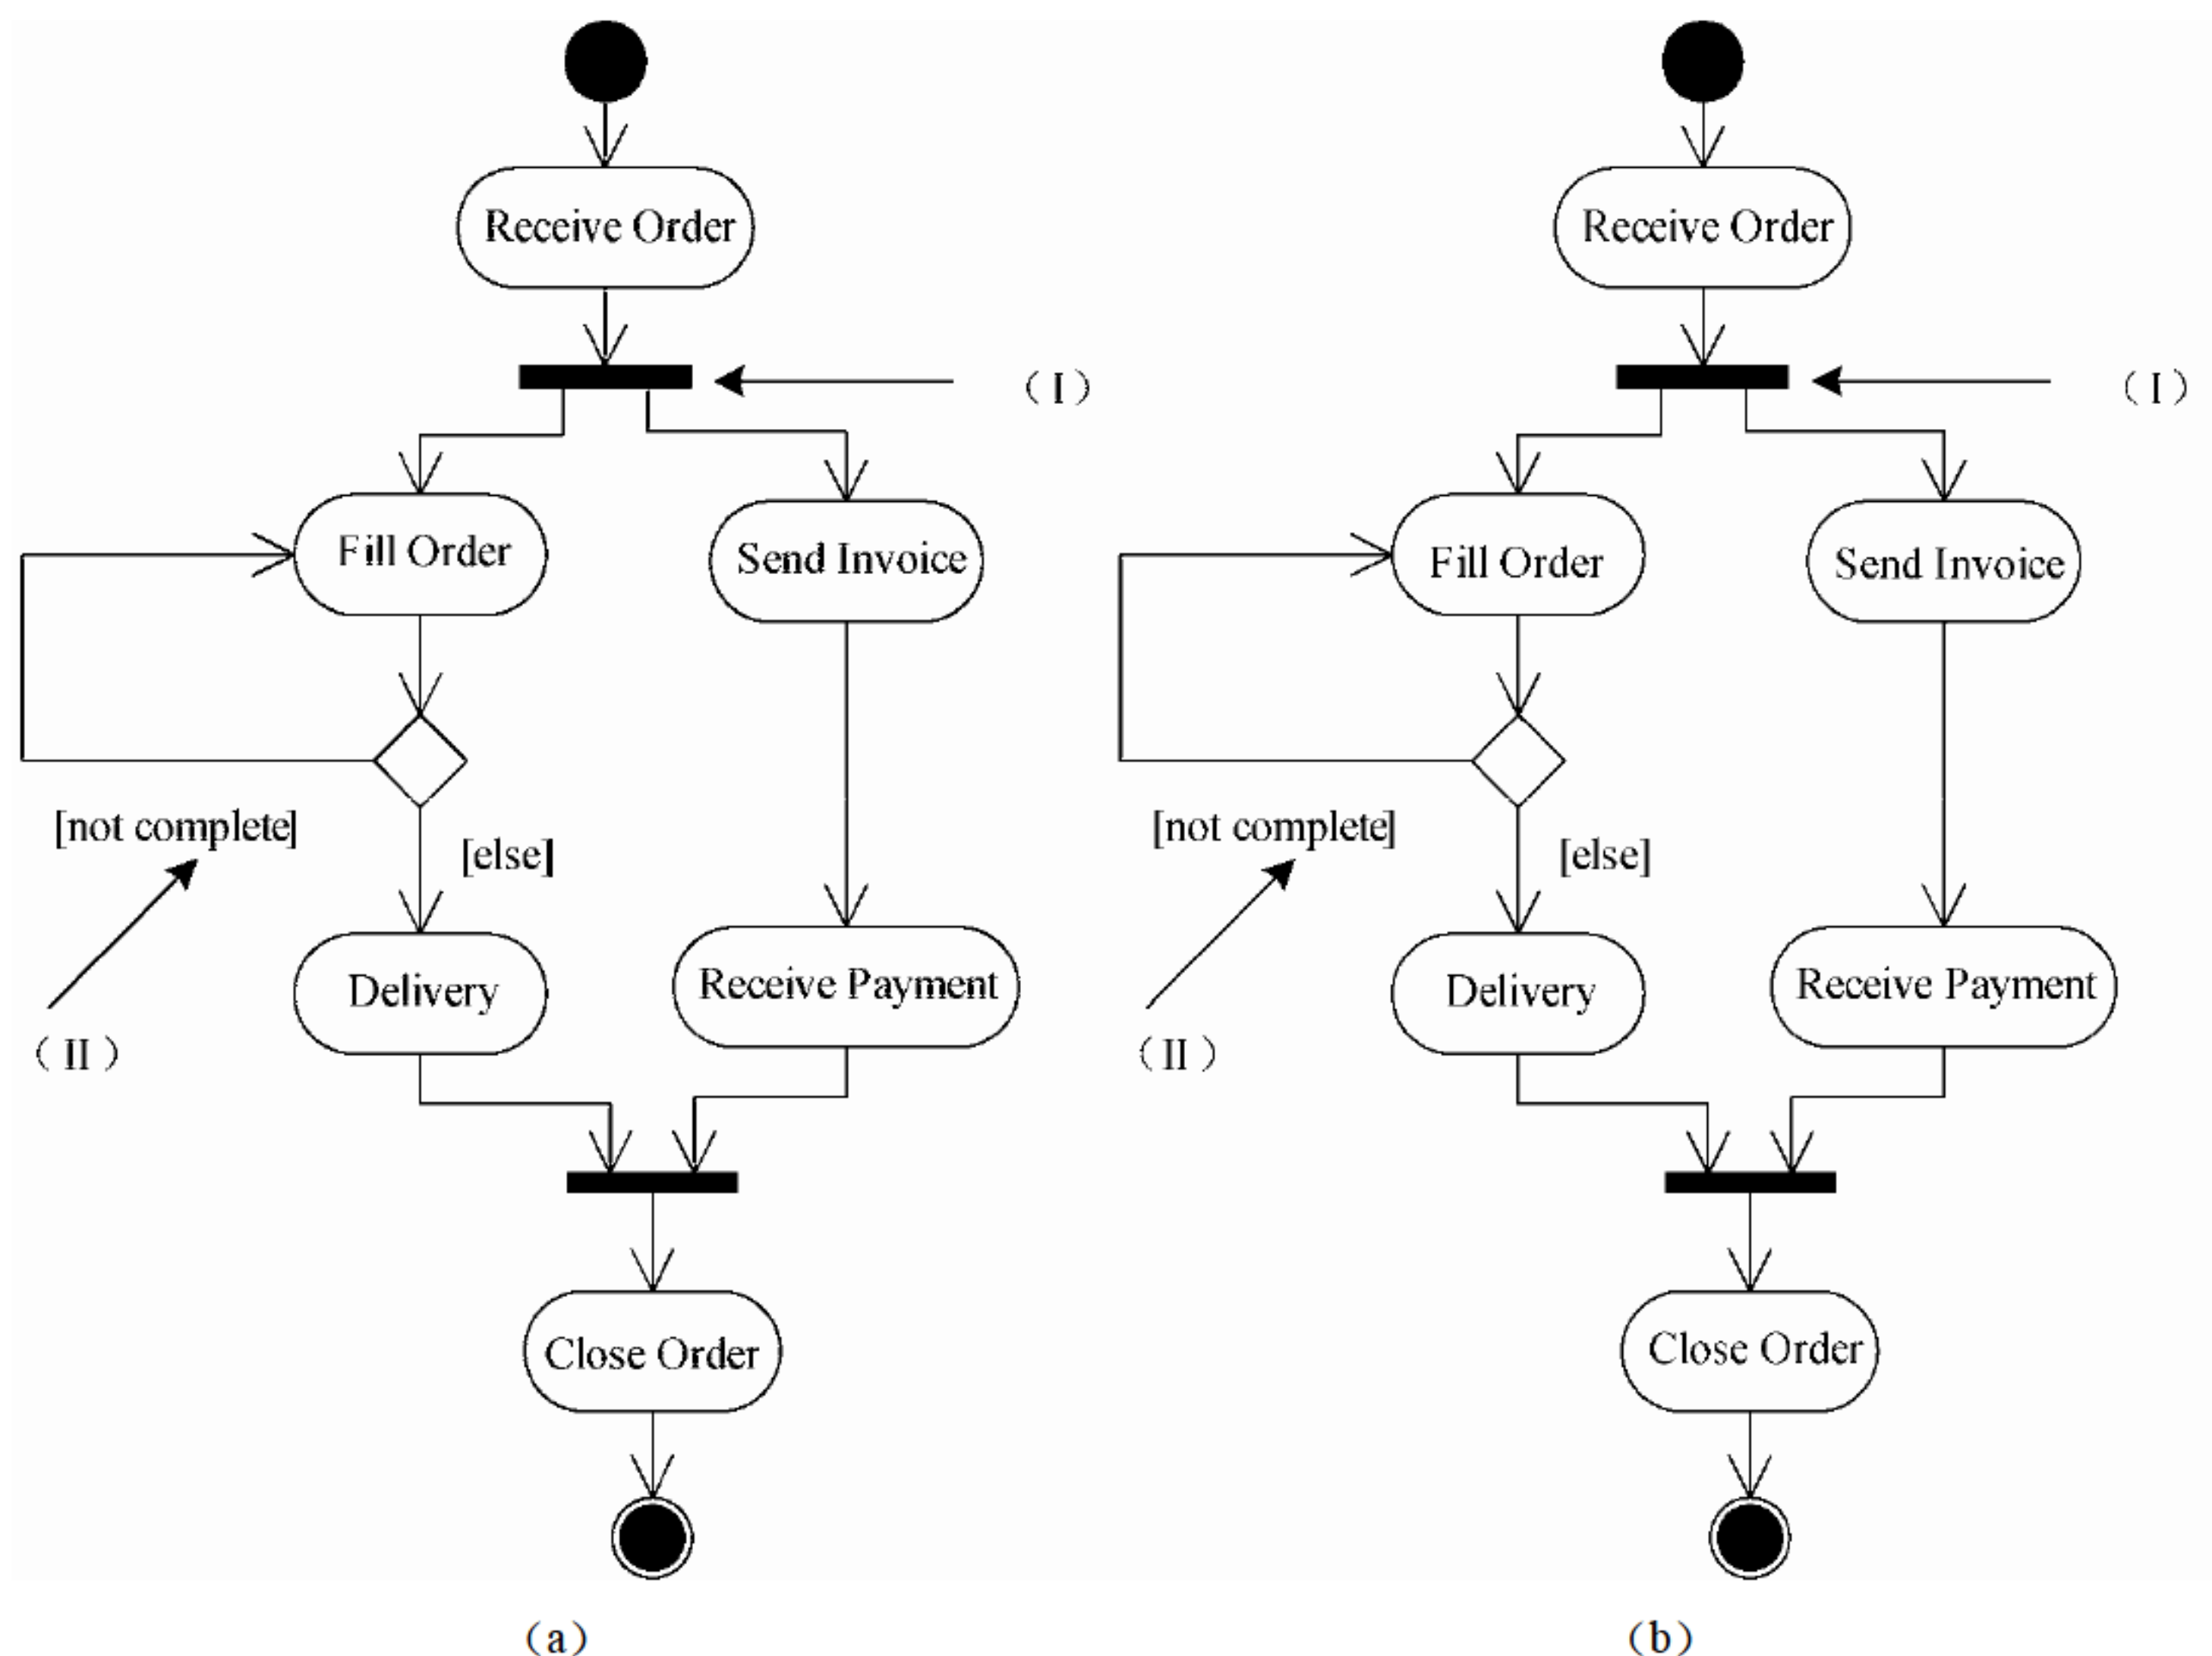 Receive Order
（I）
Fill Order
Send Invoice
[not complete]
[else]
（II）
Delivery
Receive Payment
Close Order
（a）
Receive Order
（I）
Fill Order
Send Invoice
[not complete]
[else]
（II）
Delivery
Receive Payment
Close Order
（b）